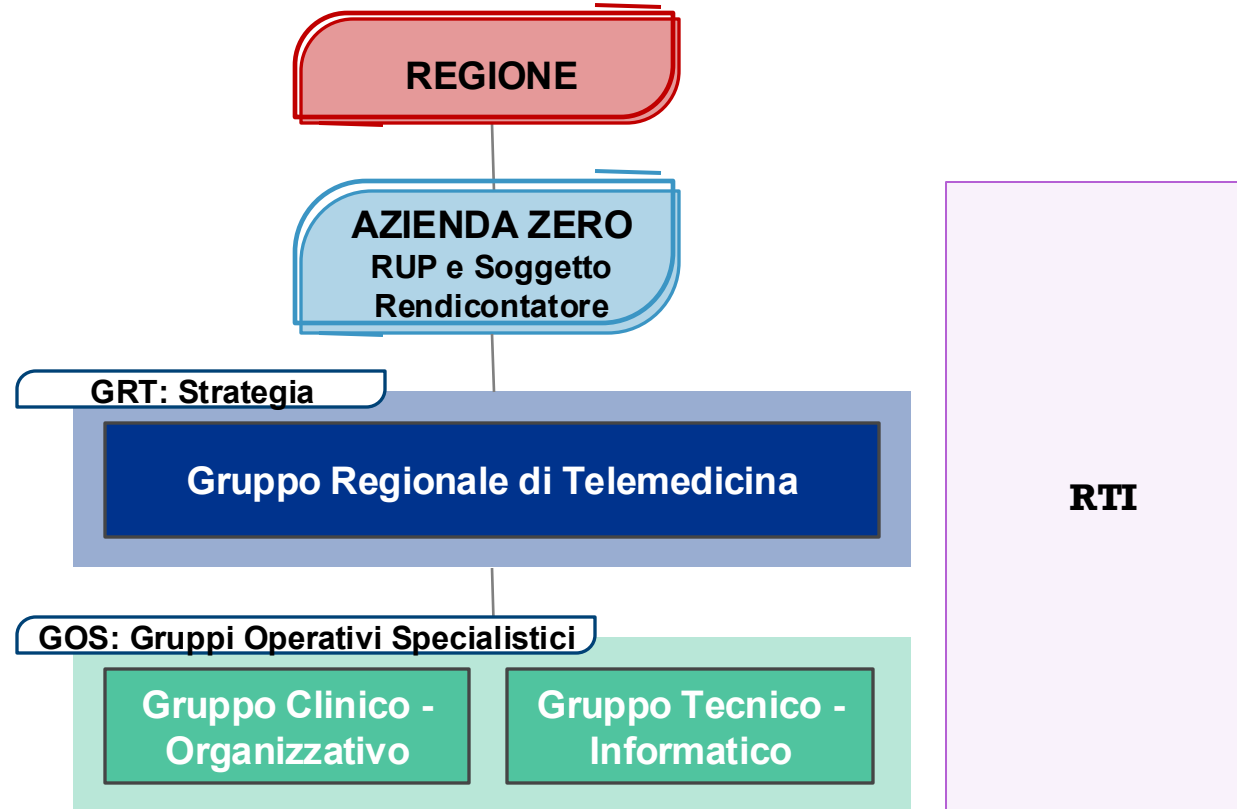 REGIONE
AZIENDA ZERO
RUP e Soggetto
Rendicontatore
GRT: Strategia
Gruppo Regionale di Telemedicina
RTI
GOS: Gruppi Operativi Specialistici
Gruppo Clinico -
Organizzativo
Gruppo Tecnico -
Informatico